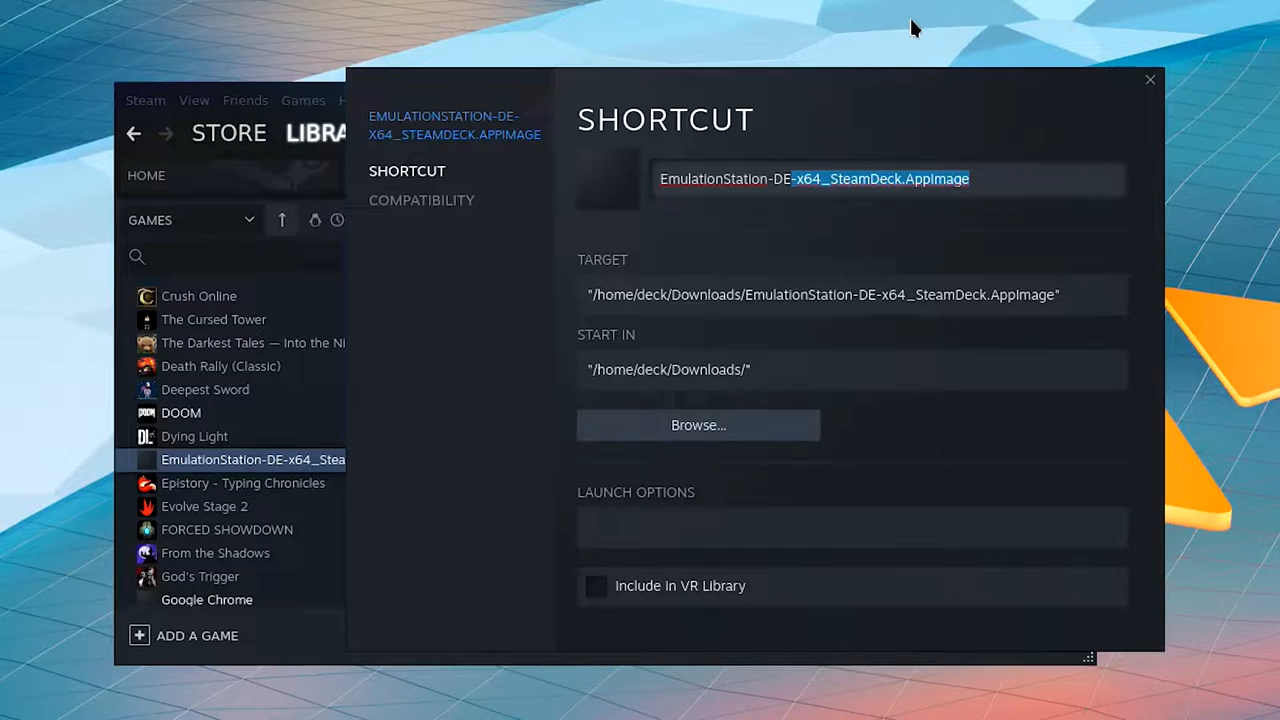 Steam View Friends Games H
STORE LIBRA
HOME
GAMES
Crush Online
The Cursed Tower
The Darkest Tales — Into the Ni
Death Rally (Classic)
Deepest Sword
DOOM
Dying Light
EmulationStation-DE-x64_Stea
Epistory - Typing Chronicles
Evolve Stage 2
FORCED SHOWDOWN
From the Shadows
God's Trigger
Google Chrome
ADD A GAME
EMULATIONSTATION-DE-
X64_STEAMDECK.APPIMAGE
SHORTCUT
COMPATIBILITY
SHORTCUT
EmulationStation-DE-x64_SteamDeck.AppImage
TARGET
"/home/deck/Downloads/EmulationStation-DE-x64_SteamDeck.AppImage"
START IN
"/home/deck/Downloads/"
Browse...
LAUNCH OPTIONS
Include in VR Library